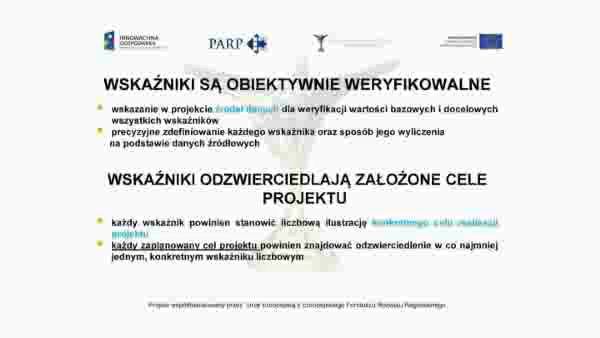 INNOWACYJNA
GOSPODARKA
PARP
WSKAŹNIKI SĄ OBIEKTYWNIE WERYFIKOWALNE
wskazanie w projekcie źródeł danych dla weryfikacji wartości bazowych i docelowych
wszystkich wskaźników
precyzyjne zdefiniowanie każdego wskaźnika oraz sposób jego wyliczenia
na podstawie danych źródłowych
WSKAŹNIKI ODZWIERCIEDLAJĄ ZAŁOŻONE CELE
PROJEKTU
każdy wskaźnik powinien stanowić liczbową ilustrację konkretnego celu realizacji
projektu
każdy zaplanowany cel projektu powinien znajdować odzwierciedlenie w co najmniej
jednym, konkretnym wskaźniku liczbowym
Projekt współfinansowany przez Unię Europejską z Europejskiego Funduszu Rozwoju Regionalnego